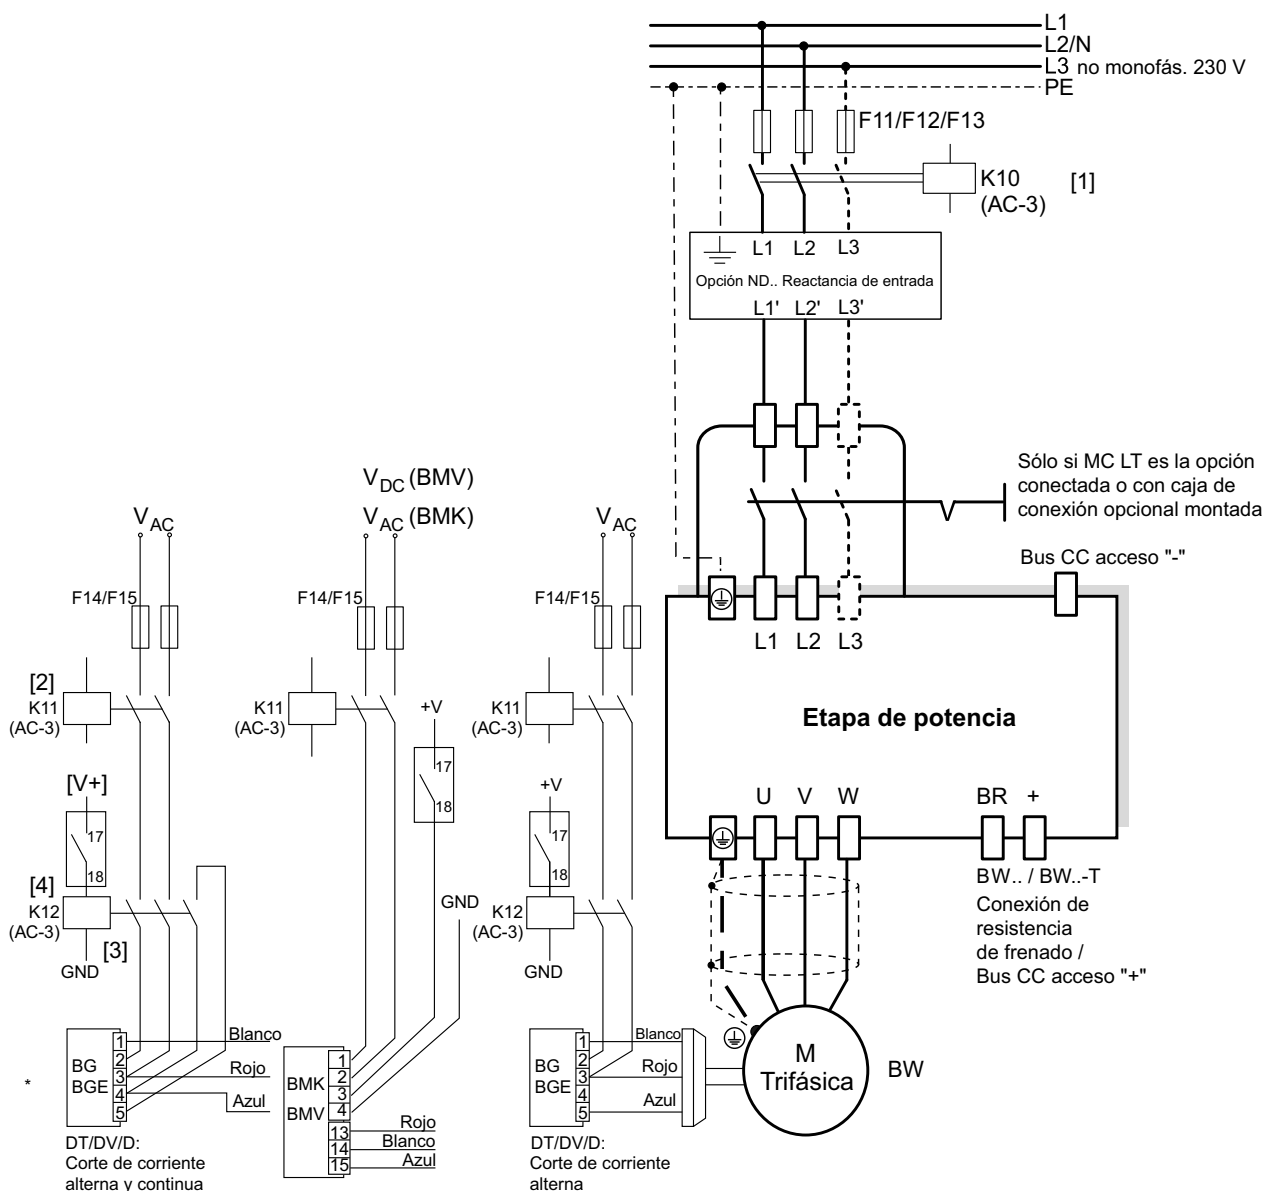 L1
L2/N
L3 no monofás. 230 V
PE
F11/F12/F13
K10
(AC-3)
[1]
L1 L2 L3
Opción ND.. Reactancia de entrada
L1' L2' L3'
Sólo si MC LT es la opción
conectada o con caja de
conexión opcional montada
Bus CC acceso "-"
L1 L2 L3
Etapa de potencia
U V W
BR +
BW.. / BW..-T
Conexión de
resistencia
de frenado /
Bus CC acceso "+"
M
Trifásica
BW
VAC
F14/F15
[2]
K11
(AC-3)
[V+]
17
18
[4]
K12
(AC-3)
[3]
GND
BG
BGE
1
2
3
4
5
Blanco
Rojo
Azul
*
DT/DV/D:
Corte de corriente
alterna y continua
VDC (BMV)
VAC (BMK)
F14/F15
K11
(AC-3)
+V
17
18
GND
BMK
BMV
1
2
3
4
13
14
15
Rojo
Blanco
Azul
VAC
F14/F15
K11
(AC-3)
+V
17
18
K12
(AC-3)
GND
BG
BGE
1
2
3
4
5
Blanco
Rojo
Azul
DT/DV/D:
Corte de corriente
alterna